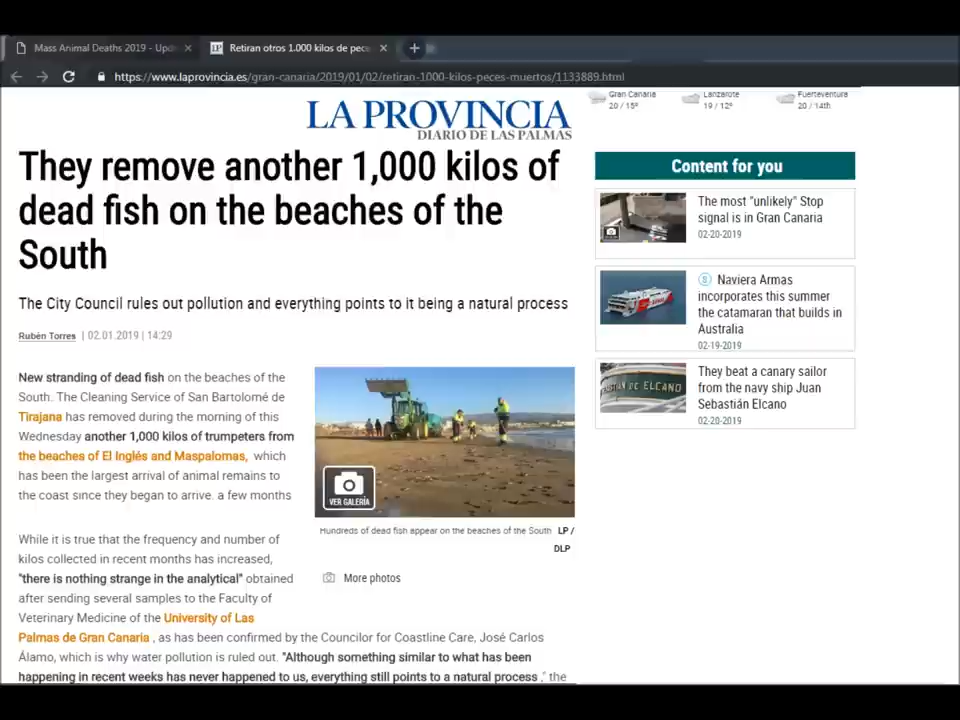 Mass Animal Deaths 2019 - Upd
Retiran otros 1.000 kilos de pec
https://www.laprovincia.es/gran-canaria/2019/01/02/retiran-1000-kilos-peces-muertos/1133889.html
Gran Canaria
20 / 15º
Lanzarote
19 / 12º
Fuerteventura
20 / 14th
LA PROVINCIA
DIARIO DE LAS PALMAS
They remove another 1,000 kilos of
dead fish on the beaches of the
South
The City Council rules out pollution and everything points to it being a natural process
Rubén Torres | 02.01.2019 | 14:29
New stranding of dead fish on the beaches of the
South. The Cleaning Service of San Bartolomé de
Tirajana has removed during the morning of this
Wednesday another 1,000 kilos of trumpeters from
the beaches of El Inglés and Maspalomas, which
has been the largest arrival of animal remains to
the coast since they began to arrive. a few months
VER GALERÍA
Hundreds of dead fish appear on the beaches of the South LP /
DLP
More photos
While it is true that the frequency and number of
kilos collected in recent months has increased,
"there is nothing strange in the analytical" obtained
after sending several samples to the Faculty of
Veterinary Medicine of the University of Las
Palmas de Gran Canaria , as has been confirmed by the Councilor for Coastline Care, José Carlos
Álamo, which is why water pollution is ruled out. "Although something similar to what has been
happening in recent weeks has never happened to us, everything still points to a natural process ," the
Content for you
The most "unlikely" Stop
signal is in Gran Canaria
02-20-2019
Naviera Armas
incorporates this summer
the catamaran that builds in
Australia
02-19-2019
They beat a canary sailor
from the navy ship Juan
Sebastián Elcano
02-20-2019